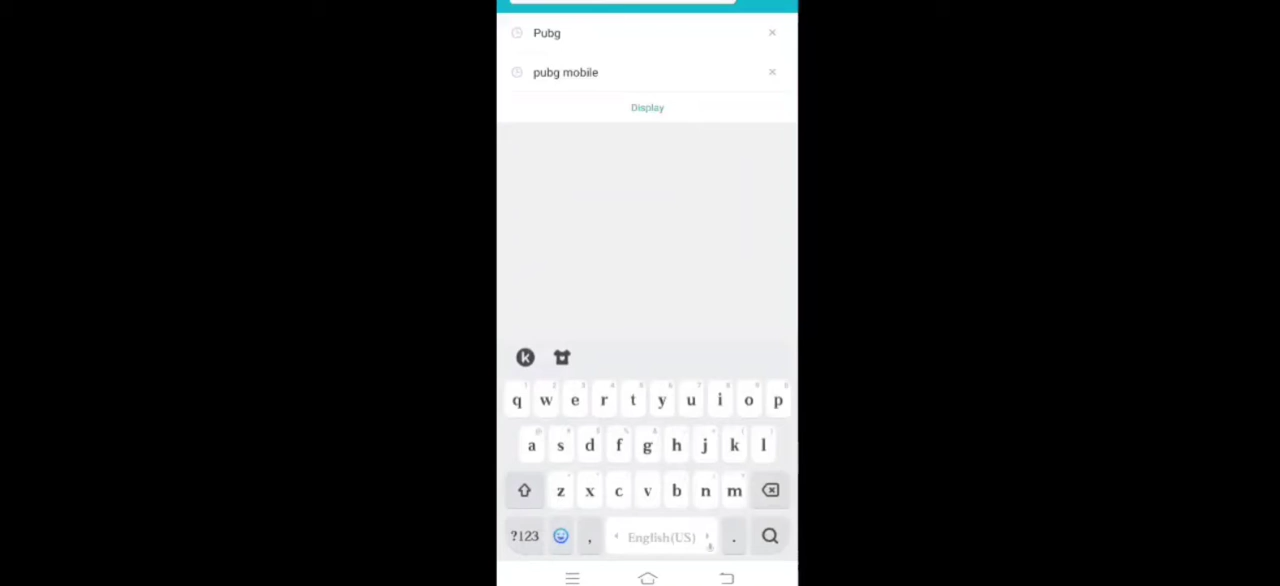 Pubg
pubg mobile
Display
q w e r t y u i o p
a s d f g h j k l
z x c v b n m
?123 , English(US) .